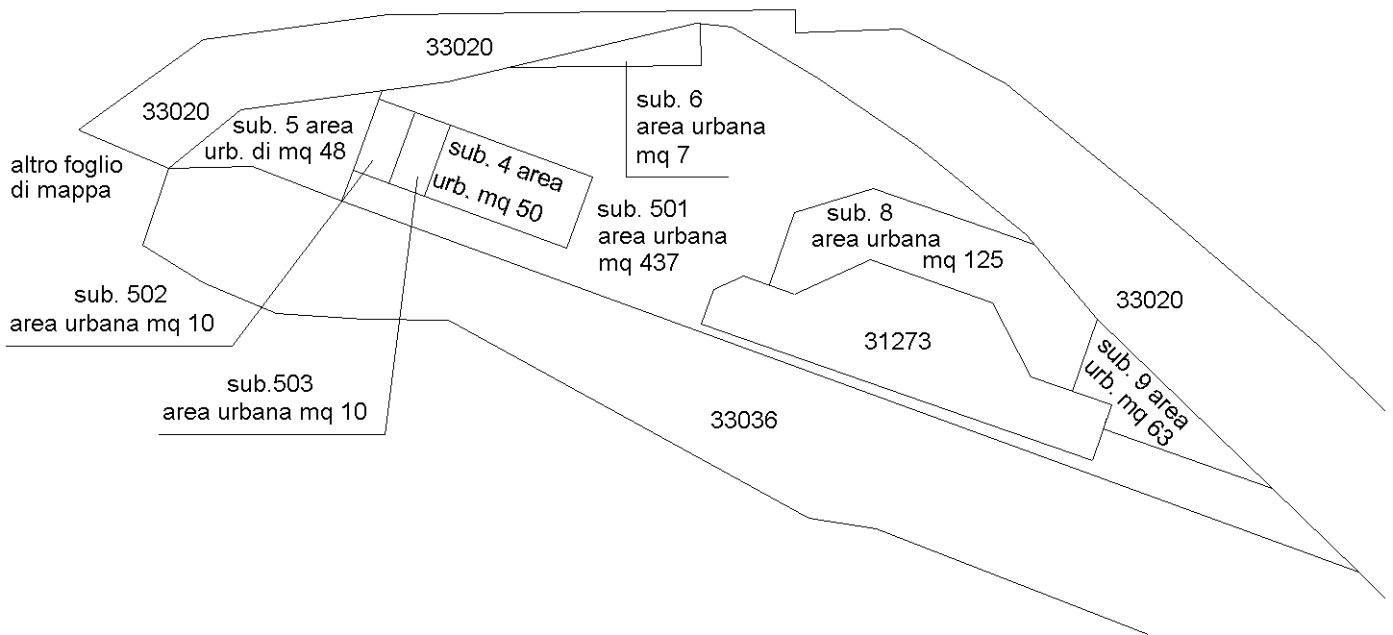 33020
33020
sub. 5 area
urb. di mq 48
altro foglio
di mappa
sub. 6
area urbana
mq 7
sub. 4 area
urb. mq 50
sub. 501
area urbana
mq 437
sub. 8
area urbana
mq 125
sub. 502
area urbana mq 10
33020
31273
sub. 9 area
urb. mq 63
sub.503
area urbana mq 10
33036